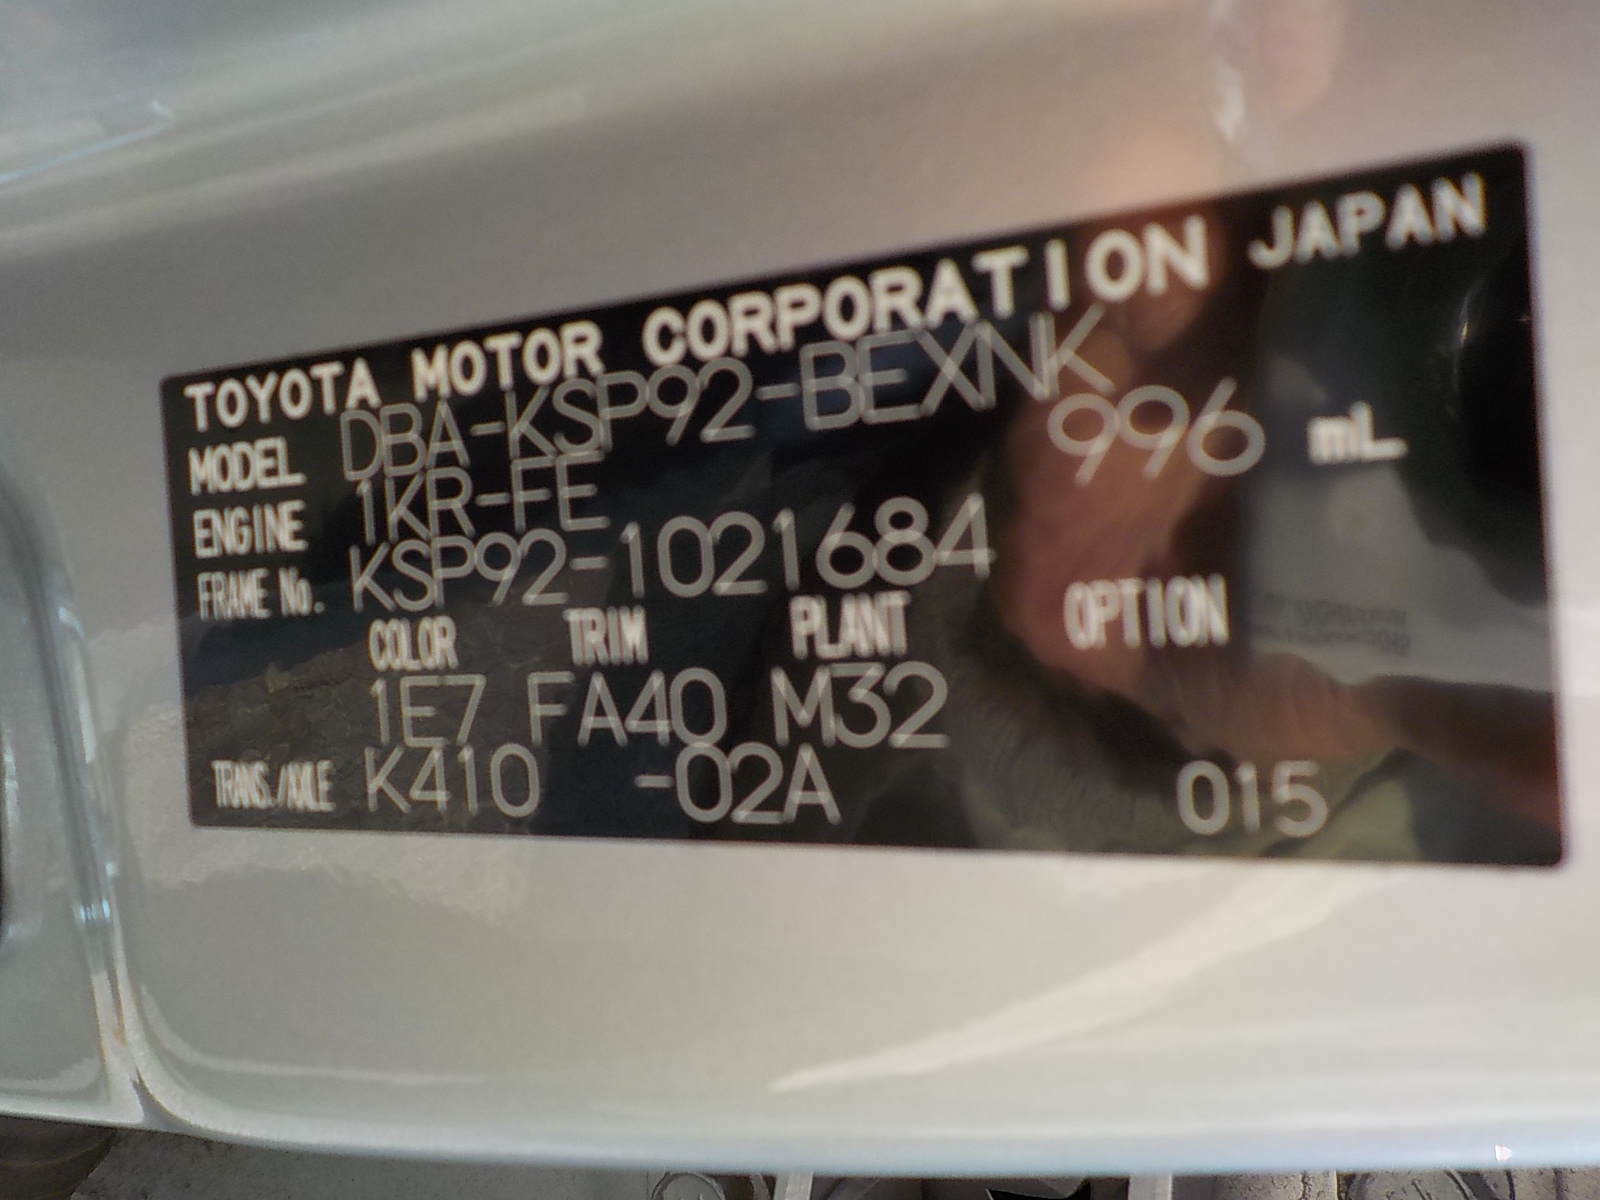 TOYOTA MOTOR CORPORATION JAPAN
MODEL DBA-KSP92-BEXNK
ENGINE 1KR-FE 996 mL
FRAME No. KSP92-1021684
COLOR TRIM PLANT OPTION
1E7 FA40 M32
TRANS./AXLE K410 -02A 015